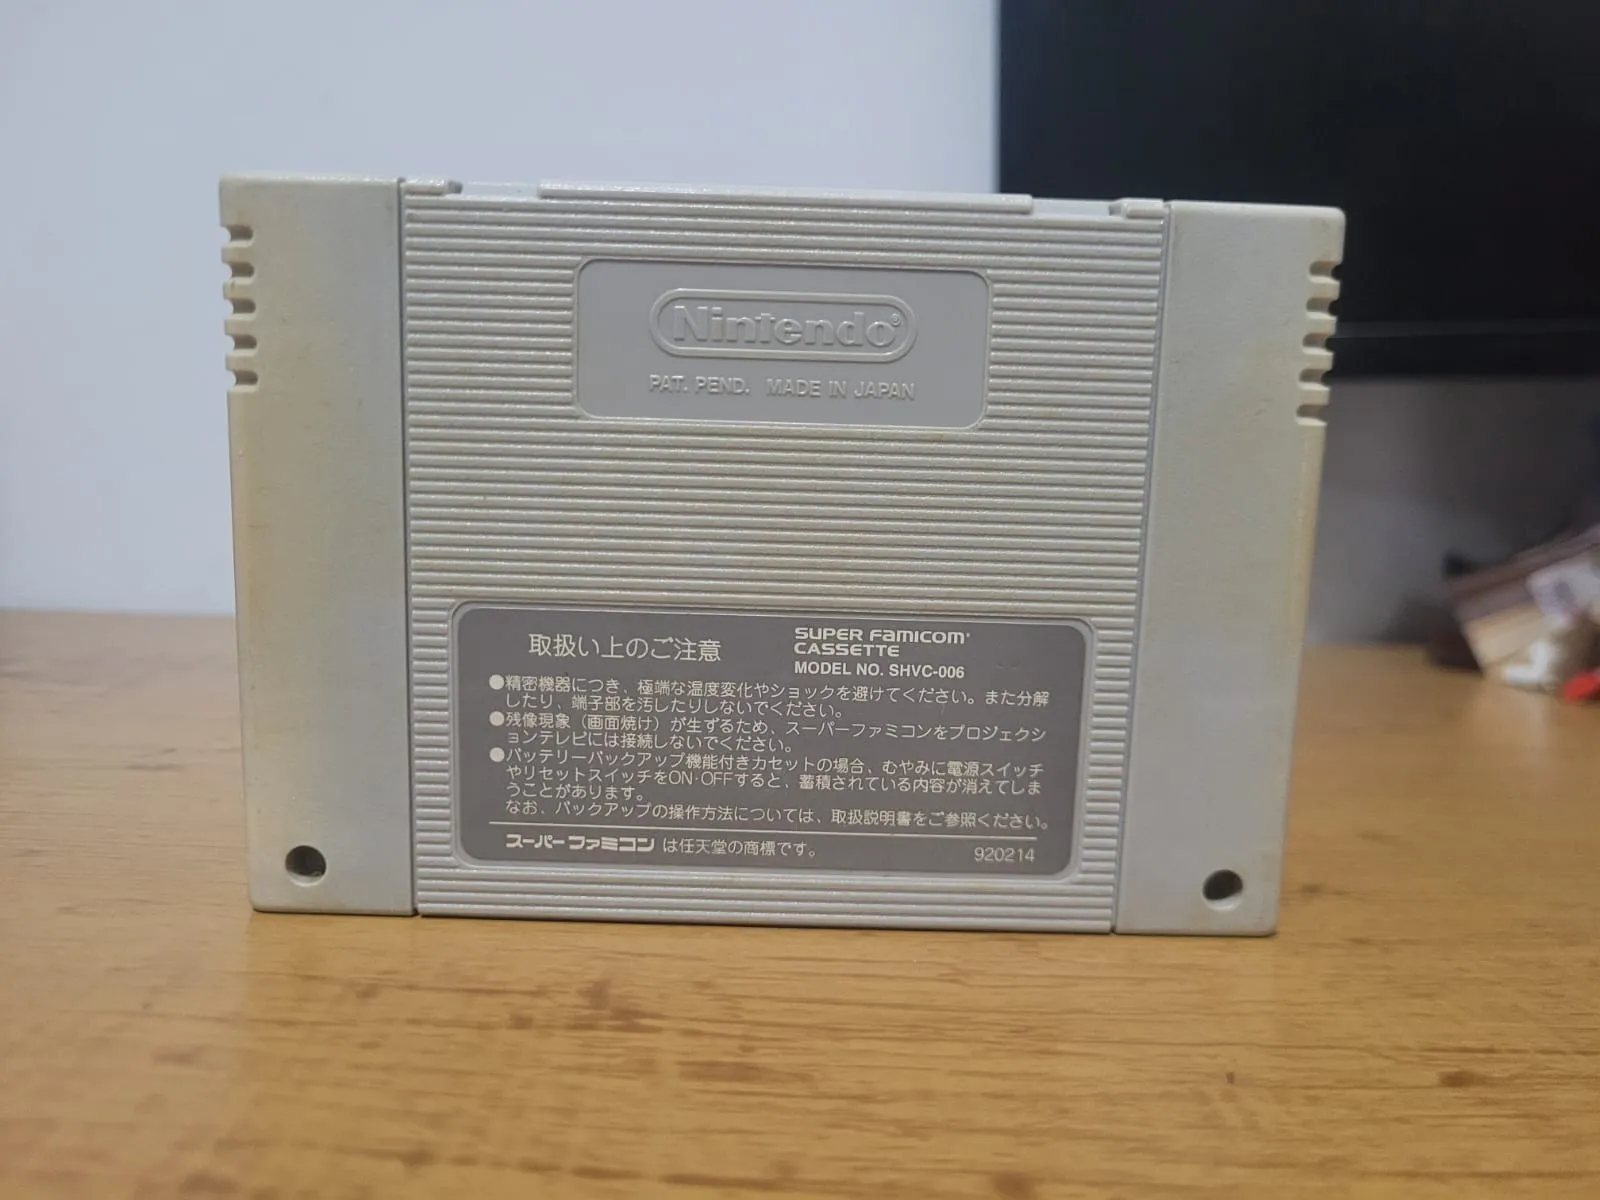 Nintendo®
PAT. PEND. MADE IN JAPAN
取扱い上のご注意
SUPER FAMICOM
CASSETTE
MODEL NO. SHVC-006
●精密機器につき、極端な温度変化やショックを避けてください。また分解
したり、端子部を汚したりしないでください。
●残像現象（画面焼け）が生ずるため、スーパーファミコンをプロジェクシ
ョンテレビには接続しないでください。
●バッテリーバックアップ機能付きカセットの場合、むやみに電源スイッチ
やリセットスイッチをON・OFFすると、蓄積されている内容が消えてしま
うことがあります。
なお、バックアップの操作方法については、取扱説明書をご参照ください。
スーパーファミコンは任天堂の商標です。
920214